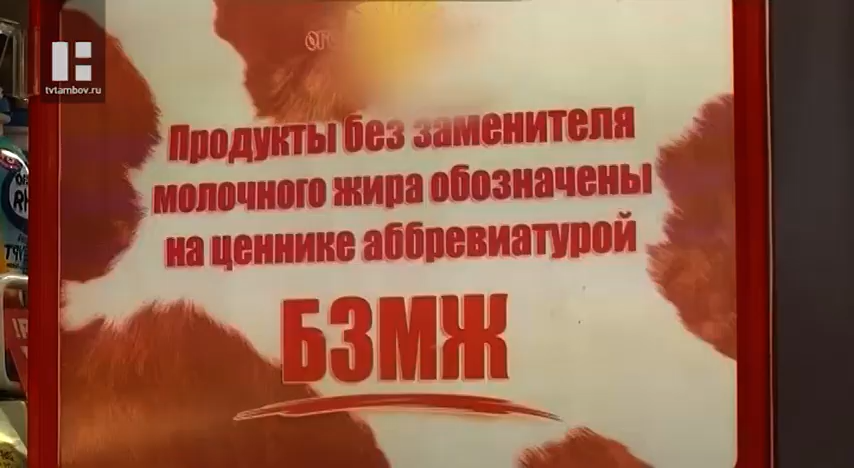 tvtambov.ru
Продукты без заменителя
молочного жира обозначены
на ценнике аббревиатурой
БЗМЖ